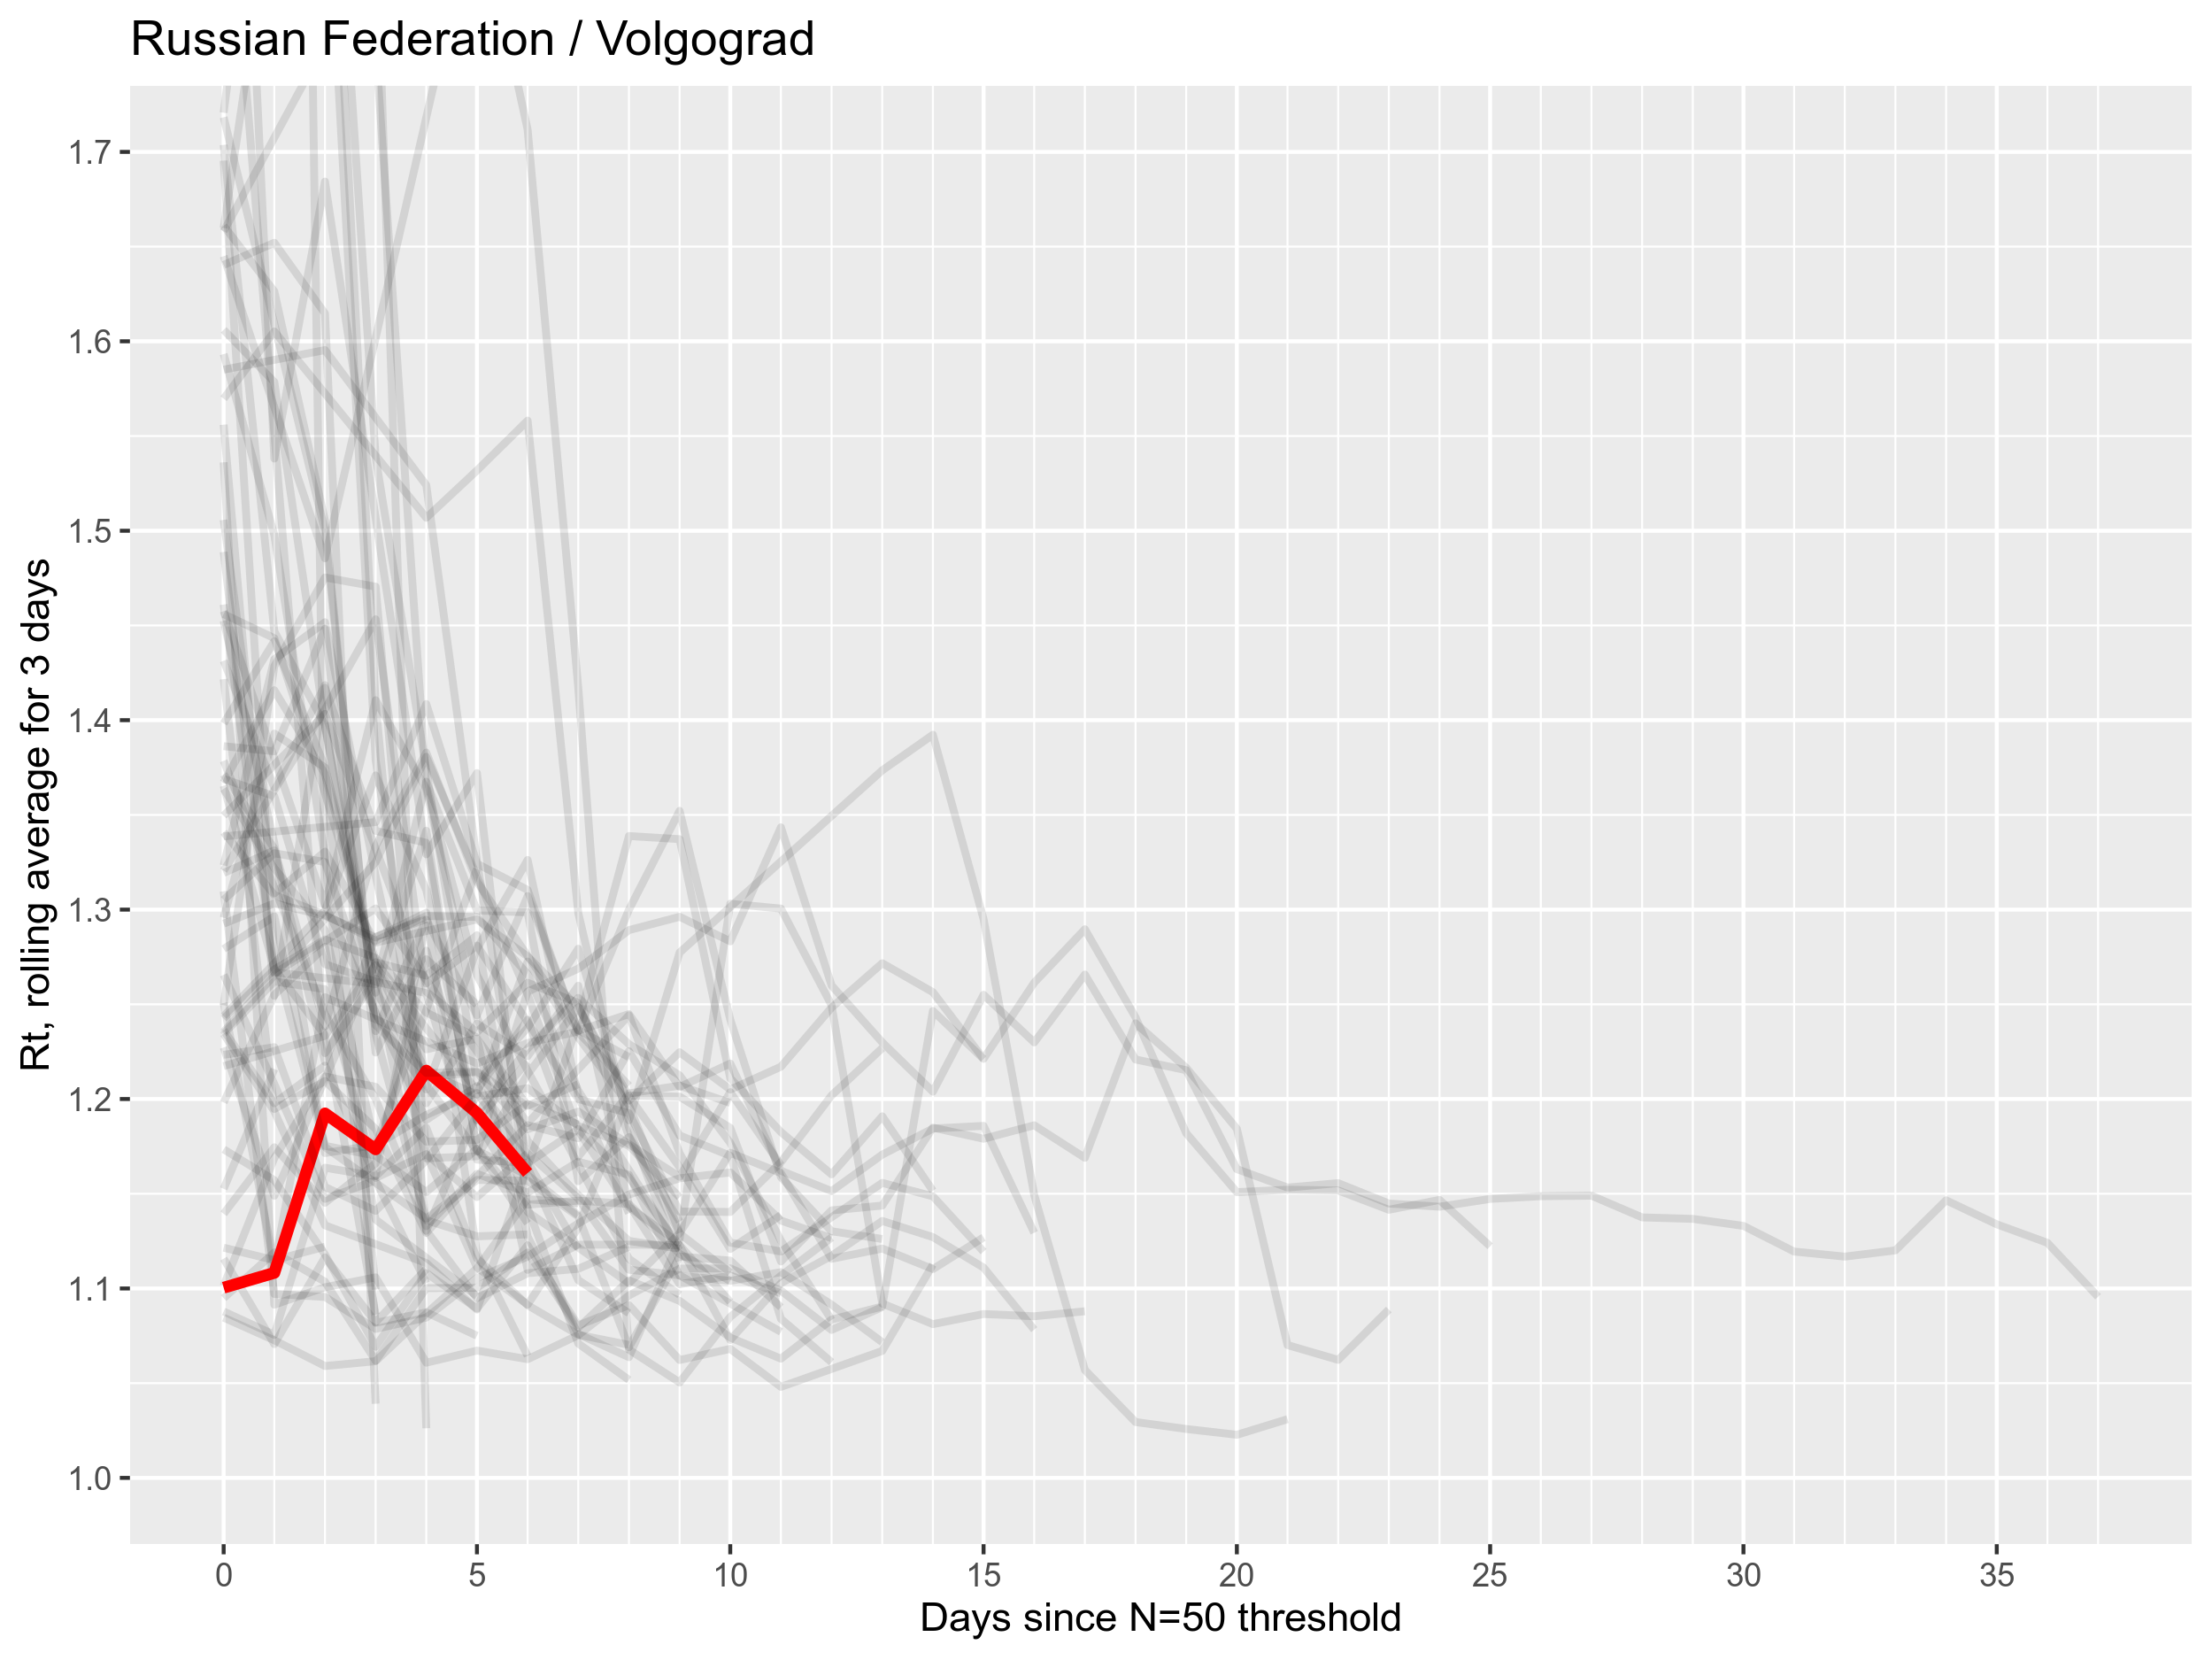 Russian Federation / Volgograd
Rt, rolling average for 3 days
1.7
1.6
1.5
1.4
1.3
1.2
1.1
1.0
0 5 10 15 20 25 30 35
Days since N=50 threshold